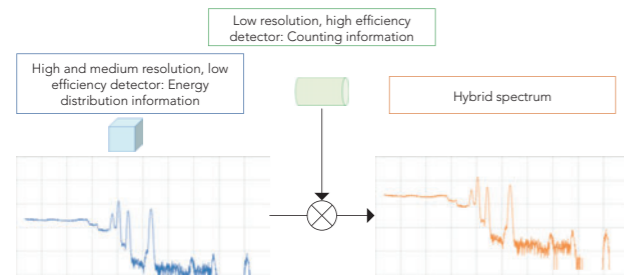 Low resolution, high efficiency
detector: Counting information
High and medium resolution, low
efficiency detector: Energy
distribution information
Hybrid spectrum